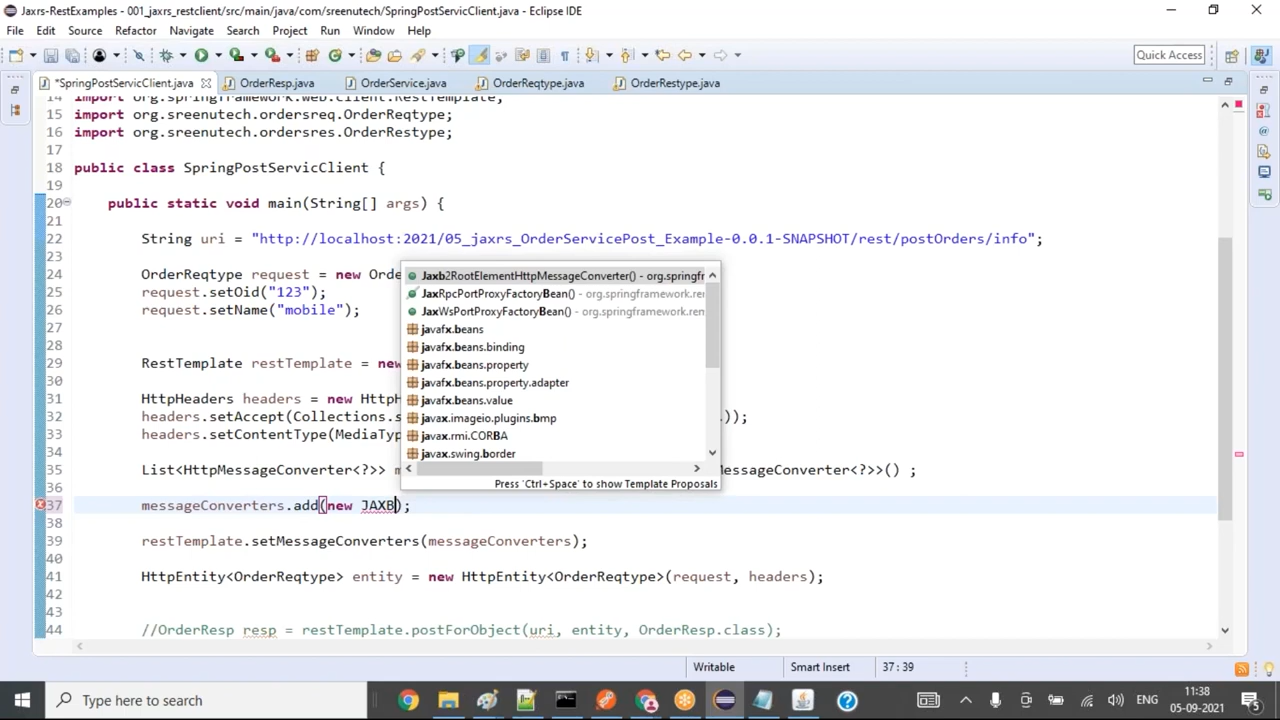 Jaxrs-RestExamples - 001_jaxrs_restclient/src/main/java/com/sreenutech/SpringPostServicClient.java - Eclipse IDE
File Edit Source Refactor Navigate Search Project Run Window Help
Quick Access
*SpringPostServicClient.java OrderResp.java OrderService.java OrderReqtype.java OrderRestype.java
14 import org.springframework.web.client.RestTemplate;
15 import org.sreenutech.ordersreq.OrderReqtype;
16 import org.sreenutech.ordersres.OrderRestype;
17
18 public class SpringPostServicClient {
19
20 public static void main(String[] args) {
21
22 String uri = "http://localhost:2021/05_jaxrs_OrderServicePost_Example-0.0.1-SNAPSHOT/rest/postOrders/info";
23
24 OrderReqtype request = new Orde
25 request.setOid("123");
26 request.setName("mobile");
27
28
29 RestTemplate restTemplate = new
30
31 HttpHeaders headers = new HttpH
32 headers.setAccept(Collections.s ));
33 headers.setContentType(MediaTyp
34
35 List<HttpMessageConverter<?>> m MessageConverter<?>>() ;
36
37 messageConverters.add(new JAXB);
38
39 restTemplate.setMessageConverters(messageConverters);
40
41 HttpEntity<OrderReqtype> entity = new HttpEntity<OrderReqtype>(request, headers);
42
43
44 //OrderResp resp = restTemplate.postForObject(uri, entity, OrderResp.class);
Jaxb2RootElementHttpMessageConverter() - org.springfr
JaxRpcPortProxyFactoryBean() - org.springframework.rem
JaxWsPortProxyFactoryBean() - org.springframework.rem
javafx.beans
javafx.beans.binding
javafx.beans.property
javafx.beans.property.adapter
javafx.beans.value
javax.imageio.plugins.bmp
javax.rmi.CORBA
javax.swing.border
Press 'Ctrl+Space' to show Template Proposals
Writable Smart Insert 37 : 39
Type here to search
ENG
11:38
05-09-2021
5